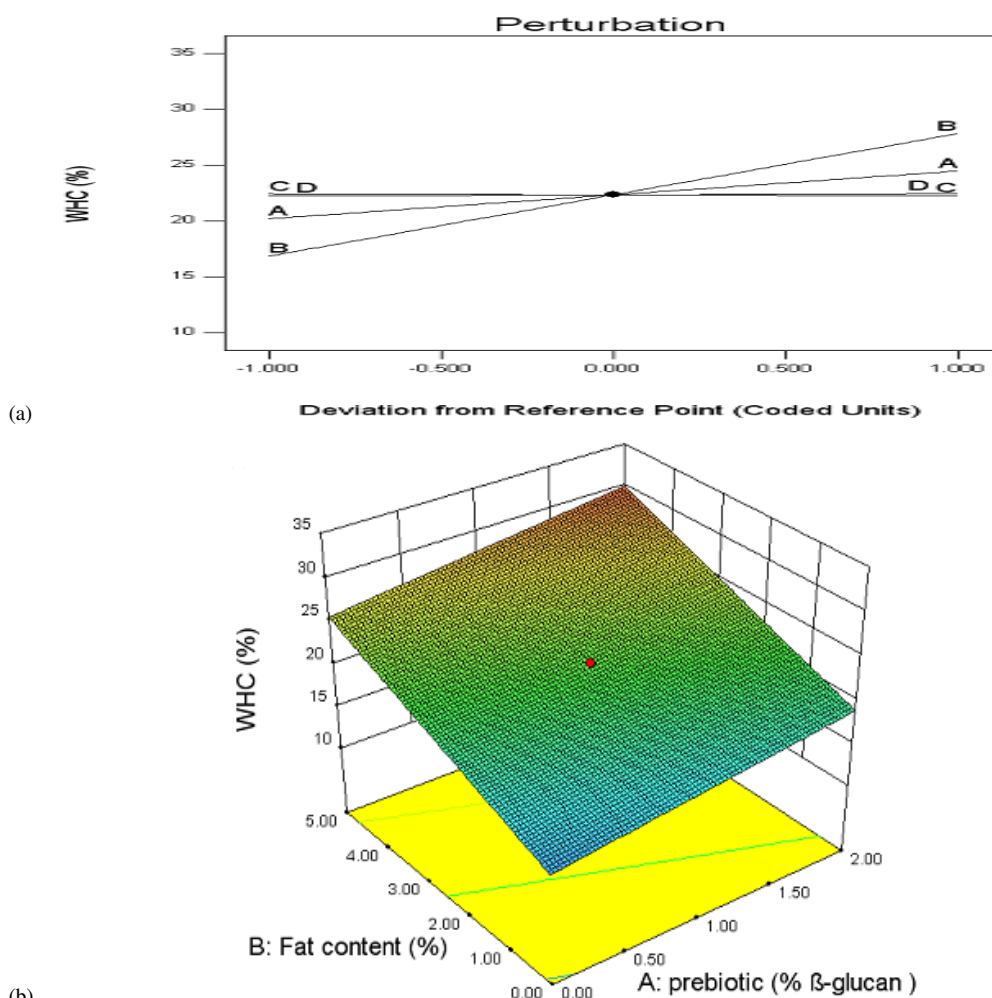 Perturbation
35
30
25
20
15
10
WHC (%)
B
A
D C
C D
A
B
-1.000 -0.500 0.000 0.500 1.000
(a)
Deviation from Reference Point (Coded Units)
35
30
25
20
15
10
WHC (%)
5.00
4.00
3.00
2.00
1.00
0.00
B: Fat content (%)
2.00
1.50
1.00
0.50
0.00
A: prebiotic (% ß-glucan )
(b)